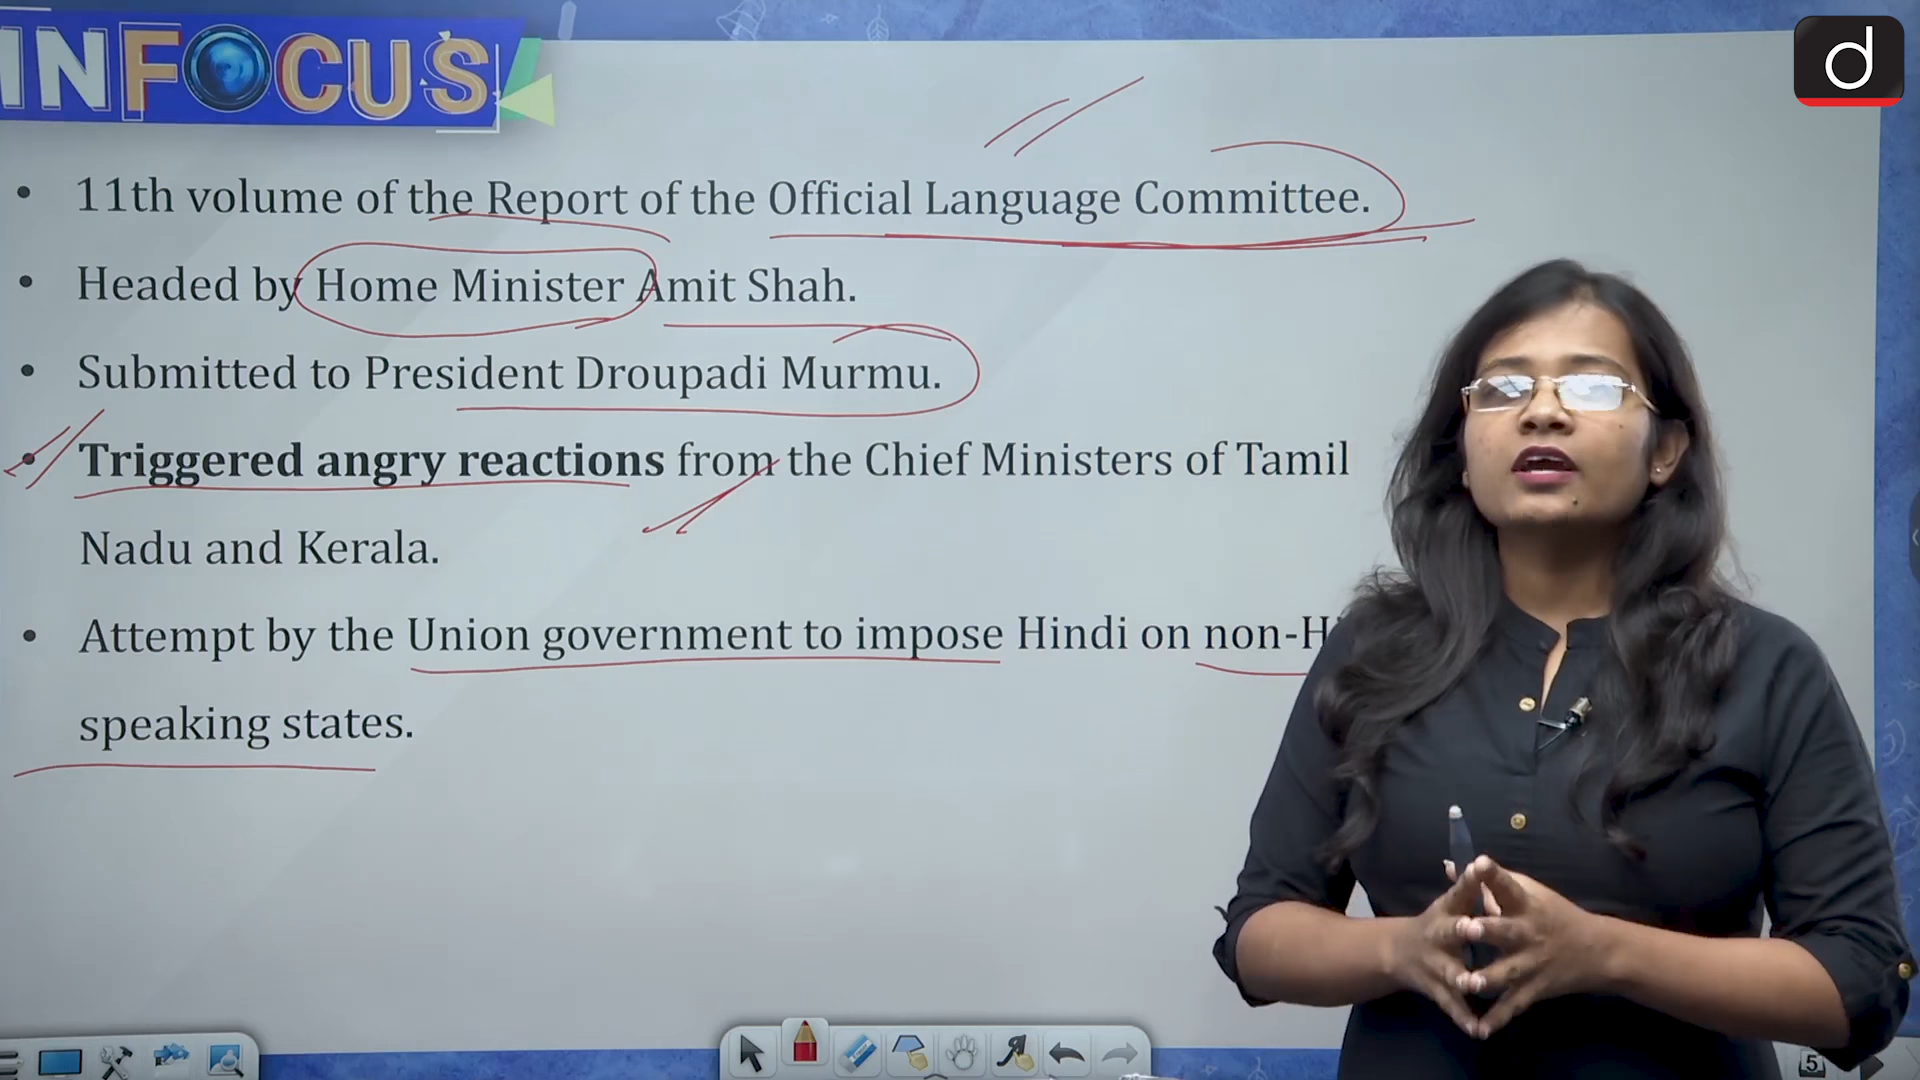 INFOCUS
d
• 11th volume of the Report of the Official Language Committee.
• Headed by Home Minister Amit Shah.
• Submitted to President Droupadi Murmu.
• Triggered angry reactions from the Chief Ministers of Tamil
Nadu and Kerala.
• Attempt by the Union government to impose Hindi on non-H
speaking states.
5